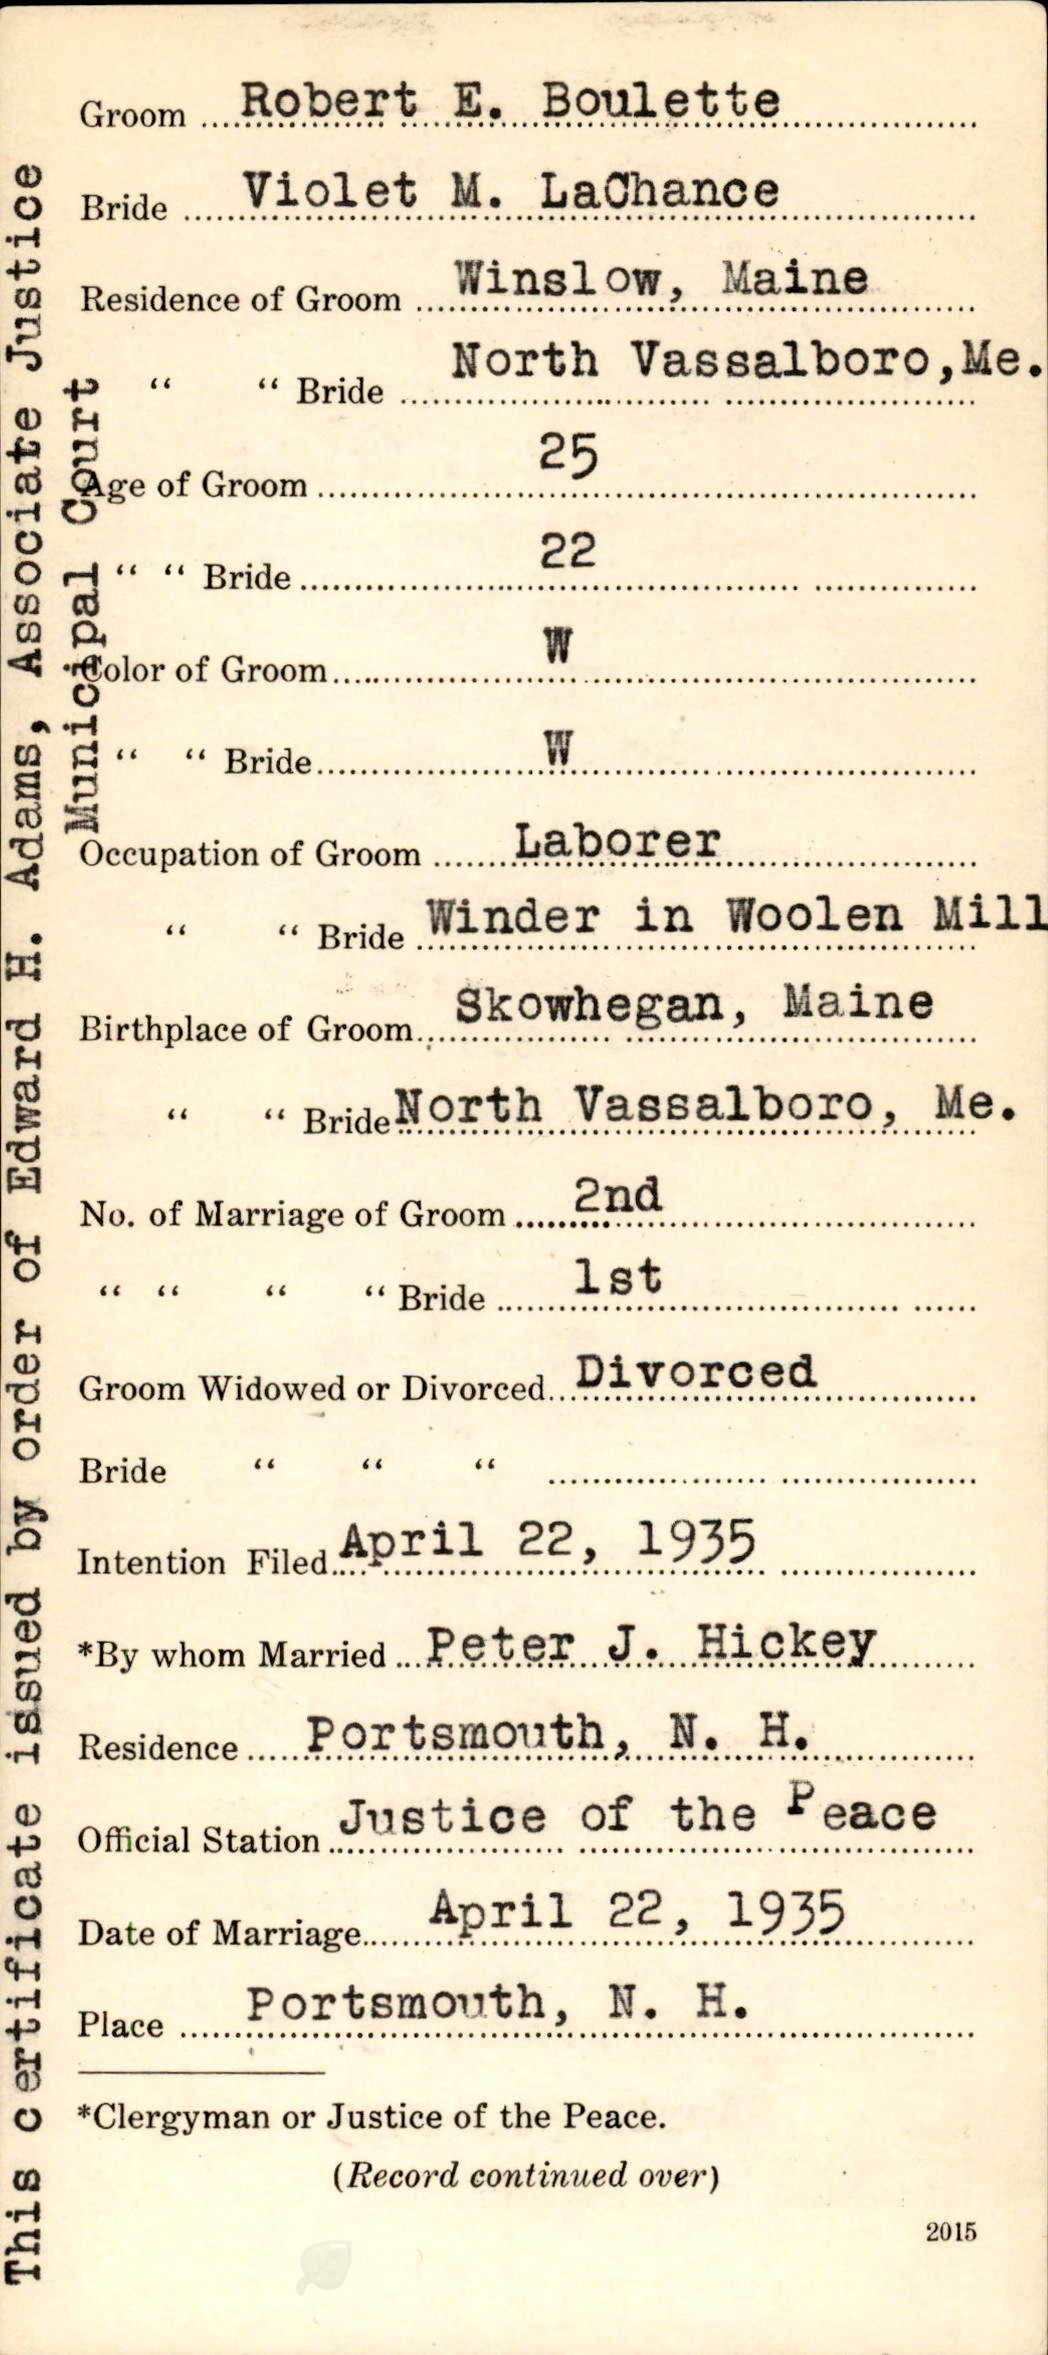 Groom Robert E. Boulette
Bride Violet M. LaChance
Residence of Groom Winslow, Maine
“ “ Bride North Vassalboro, Me.
Age of Groom 25
“ “ Bride 22
Color of Groom W
“ “ Bride W
Occupation of Groom Laborer
“ “ Bride Winder in Woolen Mill
Birthplace of Groom Skowhegan, Maine
“ “ Bride North Vassalboro, Me.
No. of Marriage of Groom 2nd
“ “ “ “ Bride 1st
Groom Widowed or Divorced Divorced
Bride “ “ “
Intention Filed April 22, 1935
*By whom Married Peter J. Hickey
Residence Portsmouth, N. H.
Official Station Justice of the Peace
Date of Marriage April 22, 1935
Place Portsmouth, N. H.
*Clergyman or Justice of the Peace.
(Record continued over)
2015
This certificate issued by order of Edward H. Adams, Associate Justice
Municipal Court